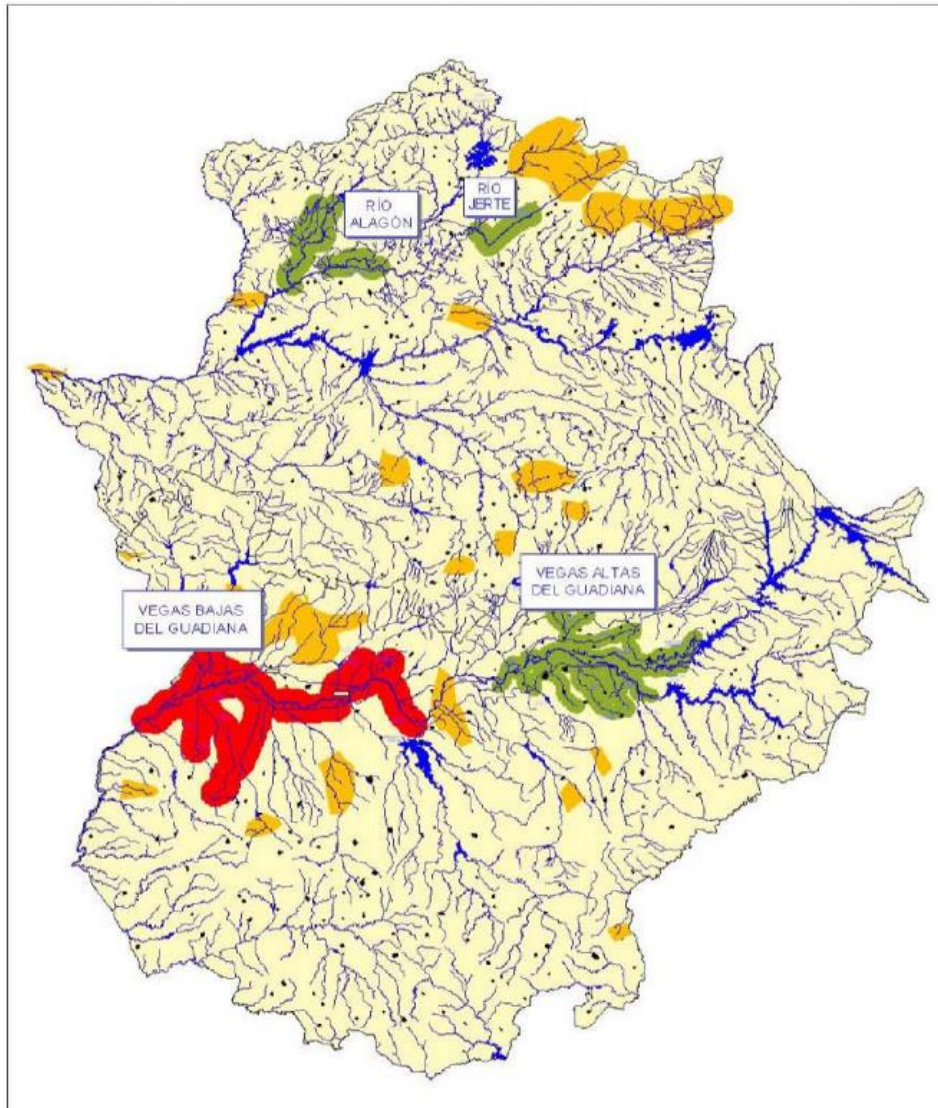 RÍO
ALAGÓN
RÍO
JERTE
VEGAS ALTAS
DEL GUADIANA
VEGAS BAJAS
DEL GUADIANA